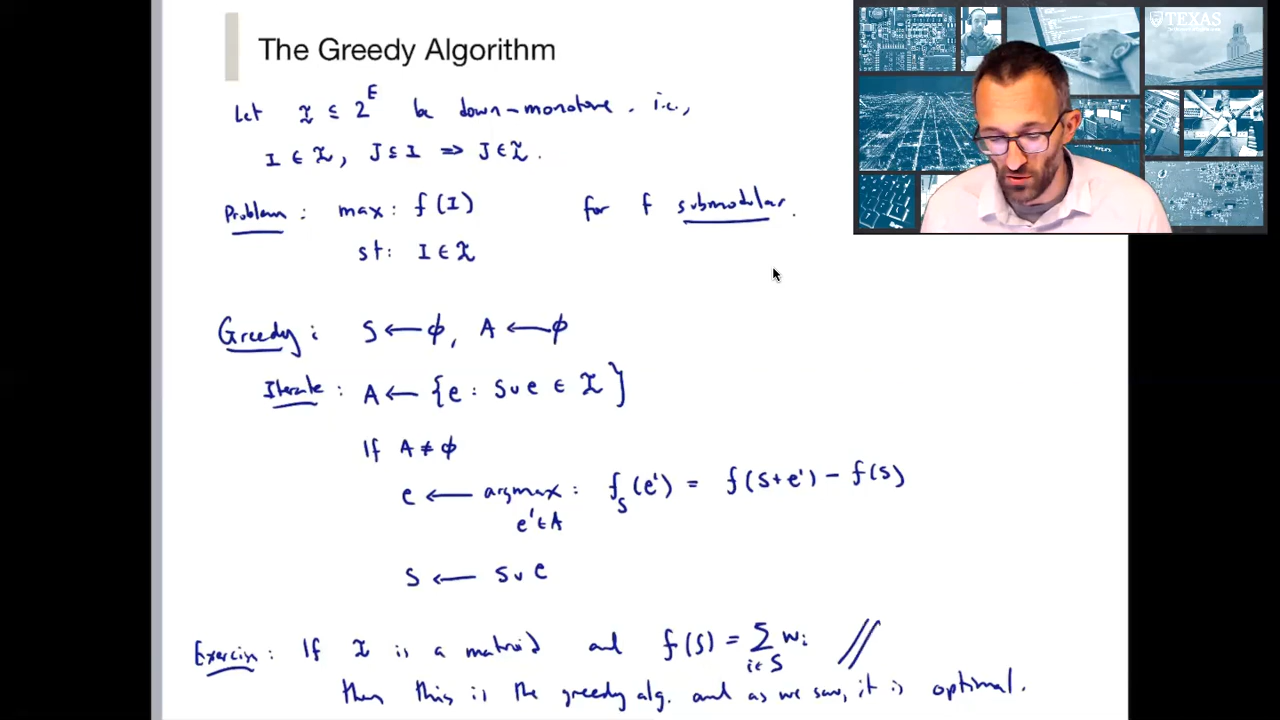 The Greedy Algorithm
TEXAS
Let 𝓘 ⊆ 2^E be down-monotone. i.e.,
I ∈ 𝓘, J ⊆ I ⇒ J ∈ 𝓘.
Problem: max: f(I) for f submodular.
st: I ∈ 𝓘
Greedy: S ← ϕ, A ← ϕ
Iterate: A ← {e : S ∪ e ∈ 𝓘}
If A ≠ ϕ
e ← argmax: f_S(e') = f(S+e') - f(S)
e' ∈ A
S ← S ∪ e
Exercise: If 𝓘 is a matroid and f(S) = ∑ w_i //
i ∈ S
then this is the greedy alg. and as we saw, it is optimal.